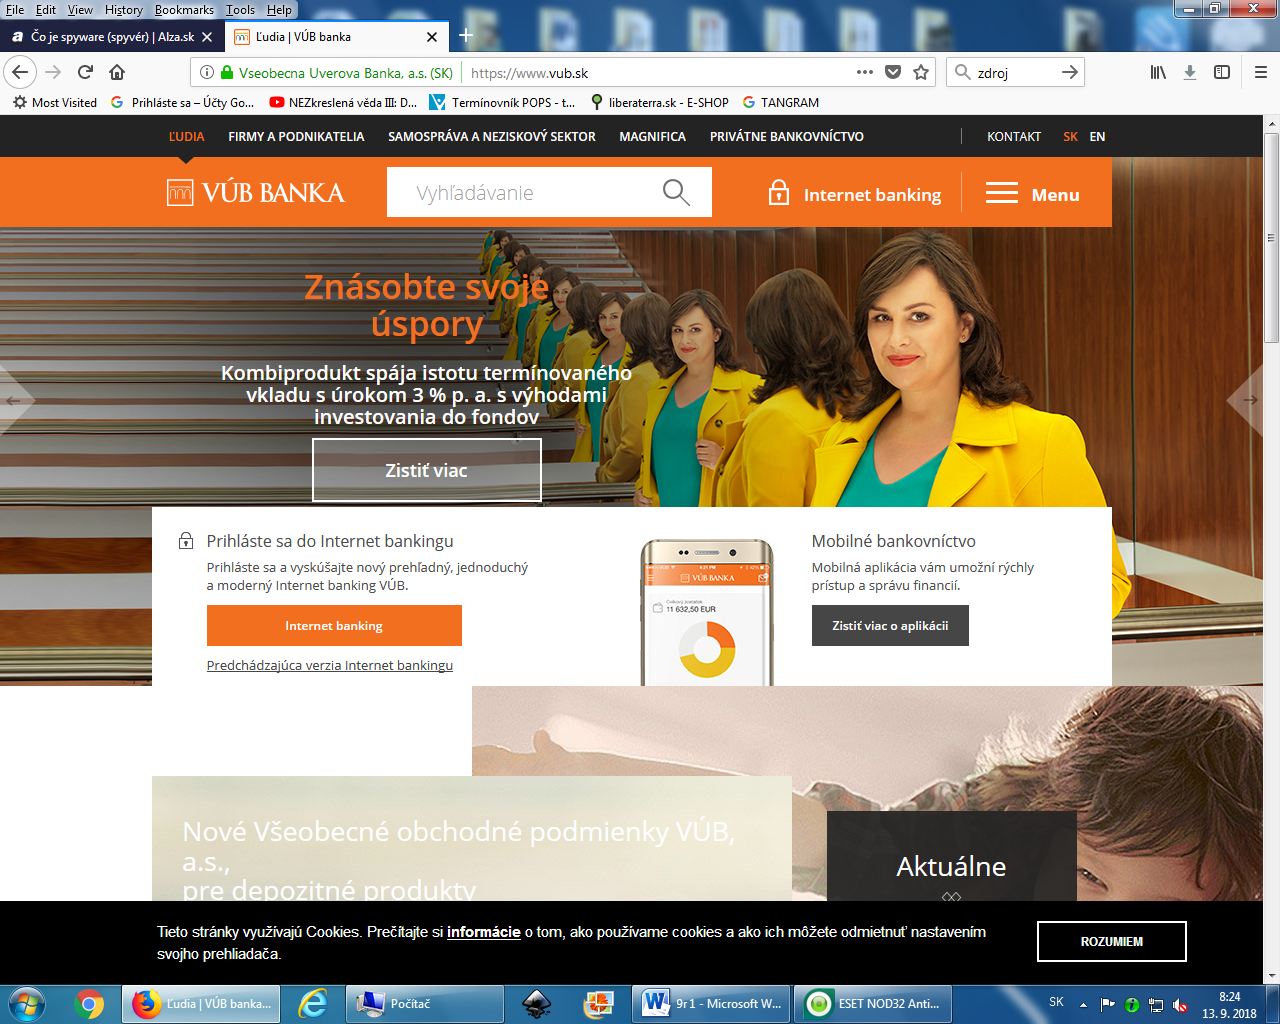 File Edit View History Bookmarks Tools Help
Čo je spyware (spyvér) | Alza.sk
Ľudia | VÚB banka
Vseobecna Uverova Banka, a.s. (SK) https://www.vub.sk
zdroj
Most Visited Prihláste sa – Účty Go... NEZkreslená věda III: D... Termínovník POPS - t... liberaterra.sk - E-SHOP TANGRAM
ĽUDIA FIRMY A PODNIKATELIA SAMOSPRÁVA A NEZISKOVÝ SEKTOR MAGNIFICA PRIVÁTNE BANKOVNÍCTVO KONTAKT SK EN
VÚB BANKA
Vyhľadávanie
Internet banking
Menu
Znásobte svoje
úspory
Kombiprodukt spája istotu termínovaného
vkladu s úrokom 3 % p. a. s výhodami
investovania do fondov
Zistiť viac
Prihláste sa do Internet bankingu
Prihláste sa a vyskúšajte nový prehľadný, jednoduchý
a moderný Internet banking VÚB.
Internet banking
Predchádzajúca verzia Internet bankingu
VÚB BANKA
11 632,50 EUR
Mobilné bankovníctvo
Mobilná aplikácia vám umožní rýchly
prístup a správu financií.
Zistiť viac o aplikácii
Nové Všeobecné obchodné podmienky VÚB,
a.s.,
pre depozitné produkty
Aktuálne
Tieto stránky využívajú Cookies. Prečítajte si informácie o tom, ako používame cookies a ako ich môžete odmietnuť nastavením
svojho prehliadača.
ROZUMIEM
Ľudia | VÚB banka...
Počítač
9r1 - Microsoft W...
ESET NOD32 Anti...
SK
8:24
13. 9. 2018